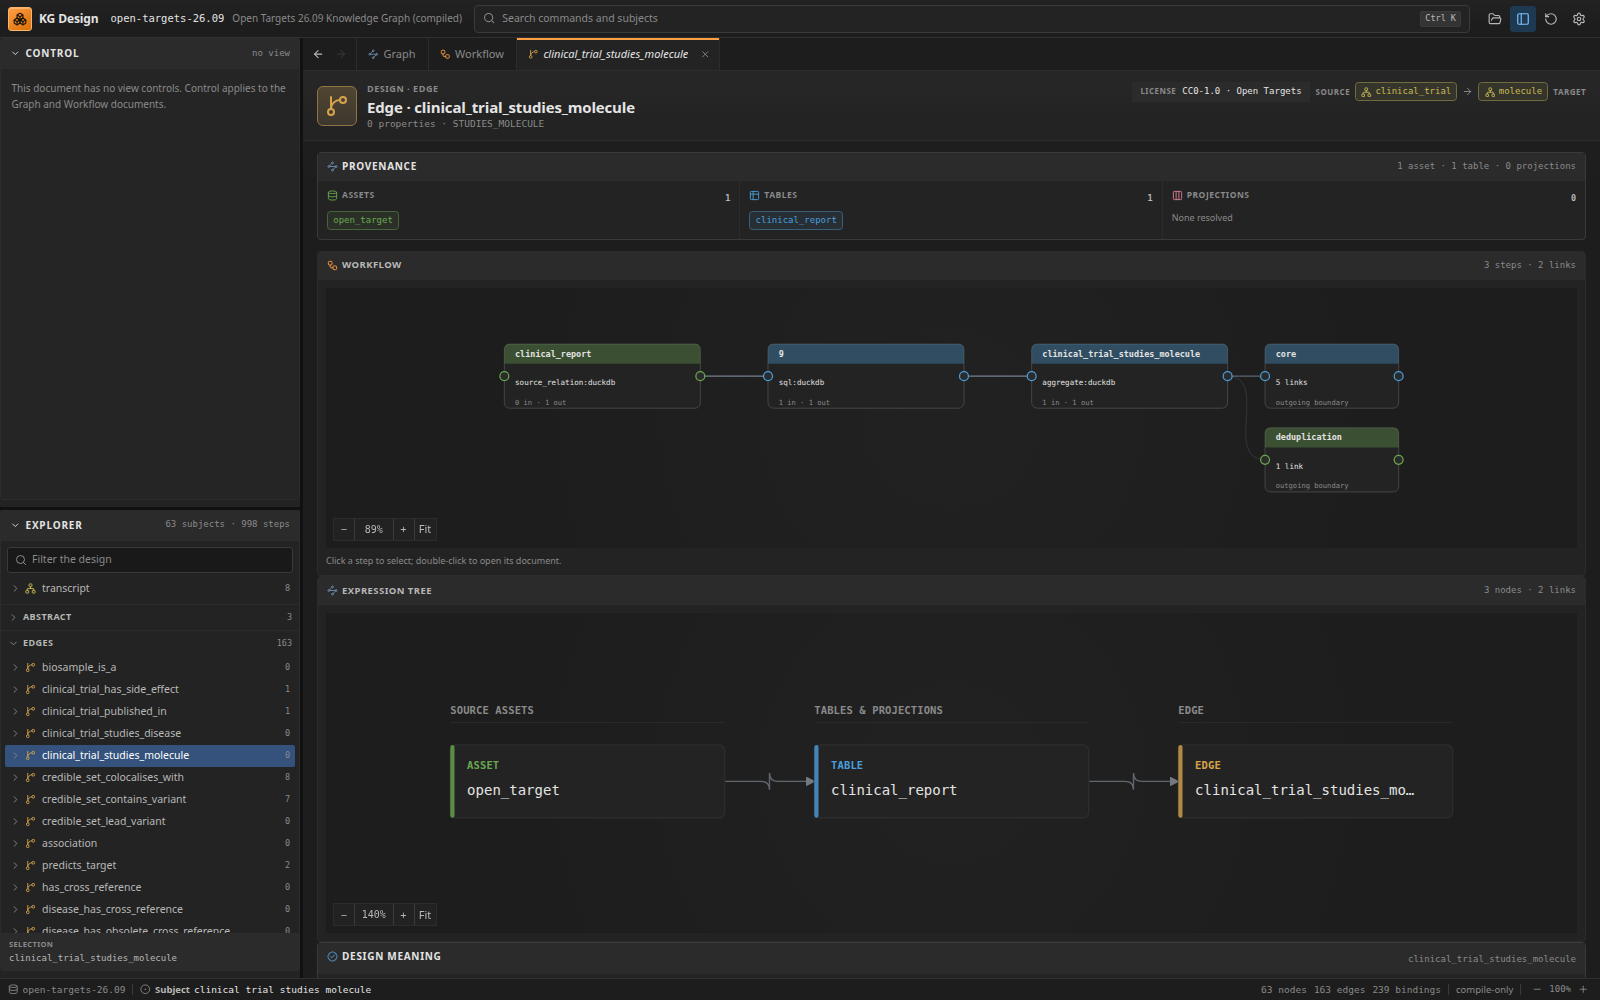 KG Design open-targets-26.09 Open Targets 26.09 Knowledge Graph (compiled) Search commands and subjects Ctrl K
CONTROL no view
This document has no view controls. Control applies to the
Graph and Workflow documents.
EXPLORER 63 subjects · 998 steps
Filter the design
transcript 8
ABSTRACT 3
EDGES 163
biosample_is_a 0
clinical_trial_has_side_effect 1
clinical_trial_published_in 1
clinical_trial_studies_disease 0
clinical_trial_studies_molecule 0
credible_set_colocalises_with 8
credible_set_contains_variant 7
credible_set_lead_variant 0
association 0
predicts_target 2
has_cross_reference 0
disease_has_cross_reference 0
disease_has_obsolete_cross_reference 0
SELECTION
clinical_trial_studies_molecule
Graph Workflow clinical_trial_studies_molecule
DESIGN · EDGE
Edge · clinical_trial_studies_molecule
0 properties · STUDIES_MOLECULE
LICENSE CC0-1.0 · Open Targets SOURCE clinical_trial molecule TARGET
PROVENANCE 1 asset · 1 table · 0 projections
ASSETS 1
open_target
TABLES 1
clinical_report
PROJECTIONS 0
None resolved
WORKFLOW 3 steps · 2 links
clinical_report
source_relation:duckdb
0 in · 1 out
9
sql:duckdb
1 in · 1 out
clinical_trial_studies_molecule
aggregate:duckdb
1 in · 1 out
core
5 links
outgoing boundary
deduplication
1 link
outgoing boundary
− 89% + Fit
Click a step to select; double-click to open its document.
EXPRESSION TREE 3 nodes · 2 links
SOURCE ASSETS TABLES & PROJECTIONS EDGE
ASSET
open_target
TABLE
clinical_report
EDGE
clinical_trial_studies_mo…
− 140% + Fit
DESIGN MEANING clinical_trial_studies_molecule
open-targets-26.09 Subject clinical trial studies molecule 63 nodes 163 edges 239 bindings compile-only − 100% +